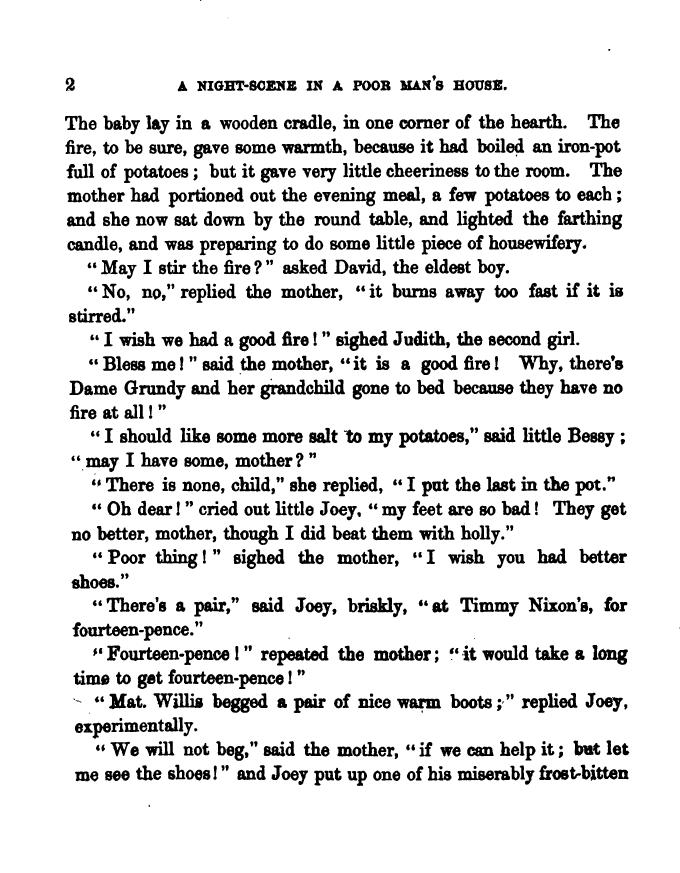 2 A NIGHT-SCENE IN A POOR MAN'S HOUSE.
The baby lay in a wooden cradle, in one corner of the hearth. The
fire, to be sure, gave some warmth, because it had boiled an iron-pot
full of potatoes; but it gave very little cheeriness to the room. The
mother had portioned out the evening meal, a few potatoes to each;
and she now sat down by the round table, and lighted the farthing
candle, and was preparing to do some little piece of housewifery.
"May I stir the fire?" asked David, the eldest boy.
"No, no," replied the mother, "it burns away too fast if it is
stirred."
"I wish we had a good fire!" sighed Judith, the second girl.
"Bless me!" said the mother, "it is a good fire! Why, there's
Dame Grundy and her grandchild gone to bed because they have no
fire at all!"
"I should like some more salt to my potatoes," said little Bessy;
"may I have some, mother?"
"There is none, child," she replied, "I put the last in the pot."
"Oh dear!" cried out little Joey, "my feet are so bad! They get
no better, mother, though I did beat them with holly."
"Poor thing!" sighed the mother, "I wish you had better
shoes."
"There's a pair," said Joey, briskly, "at Timmy Nixon's, for
fourteen-pence."
"Fourteen-pence!" repeated the mother; "it would take a long
time to get fourteen-pence!"
"Mat. Willis begged a pair of nice warm boots;" replied Joey,
experimentally.
"We will not beg," said the mother, "if we can help it; but let
me see the shoes!" and Joey put up one of his miserably frost-bitten